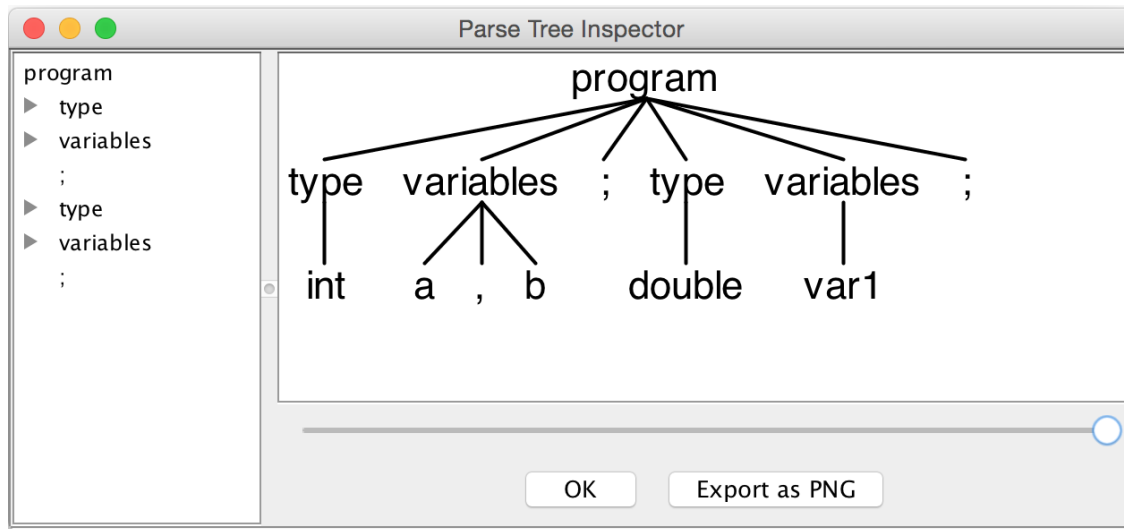 Parse Tree Inspector
program
type
variables
;
type
variables
;
program
type variables ; type variables ;
int a , b double var1
OK Export as PNG